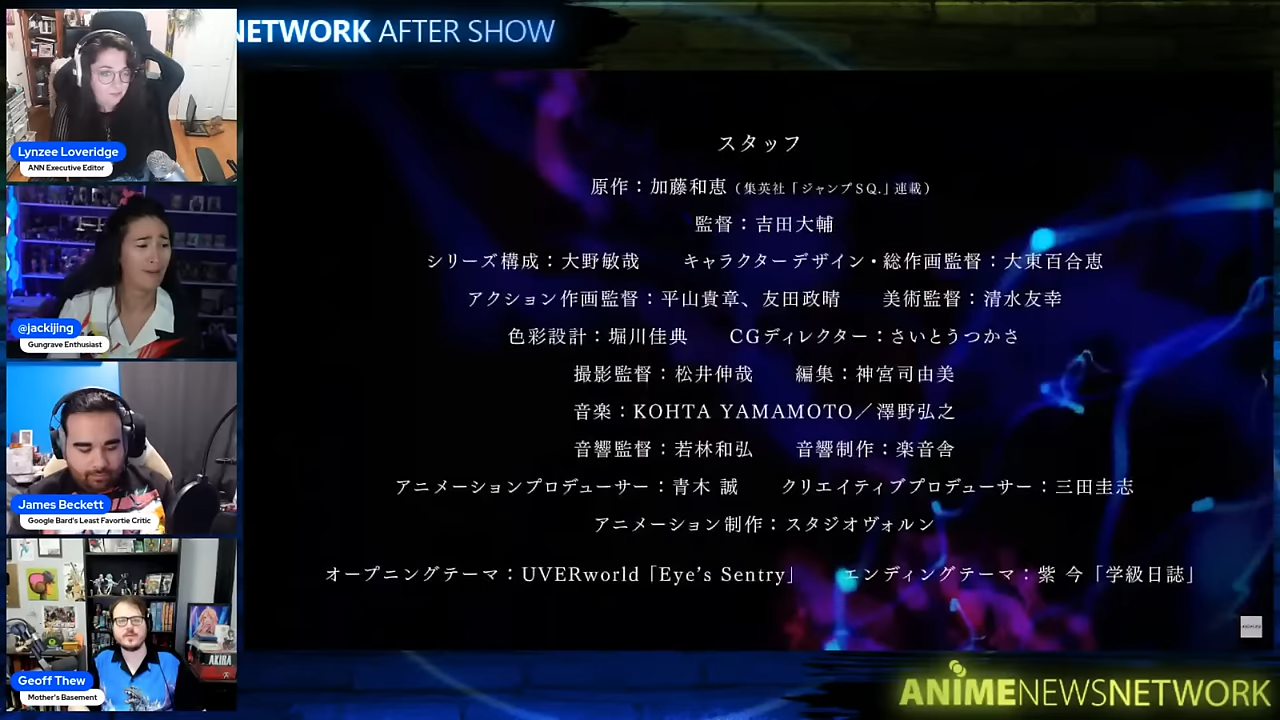 NETWORK AFTER SHOW
Lynzee Loveridge
ANN Executive Editor
@jackijing
Gungrave Enthusiast
James Beckett
Google Bard's Least Favortie Critic
Geoff Thew
Mother's Basement
AKIRA
スタッフ
原作：加藤和恵（集英社「ジャンプSQ.」連載）
監督：吉田大輔
シリーズ構成：大野敏哉　キャラクターデザイン・総作画監督：大東百合恵
アクション作画監督：平山貴章、友田政晴　美術監督：清水友幸
色彩設計：堀川佳典　CGディレクター：さいとうつかさ
撮影監督：松井伸哉　編集：神宮司由美
音楽：KOHTA YAMAMOTO／澤野弘之
音響監督：若林和弘　音響制作：楽音舎
アニメーションプロデューサー：青木 誠　クリエイティブプロデューサー：三田圭志
アニメーション制作：スタジオヴォルン
オープニングテーマ：UVERworld「Eye's Sentry」　エンディングテーマ：紫 今「学級日誌」
ANIMENEWSNETWORK